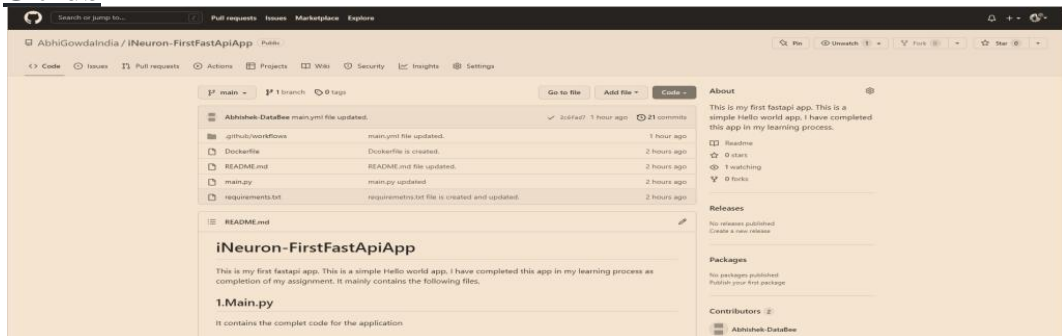 Search or jump to... / Pull requests Issues Marketplace Explore
AbhiGowdaIndia / iNeuron-FirstFastApiApp Public
Pin Unwatch 1 Fork 0 Star 0
Code Issues Pull requests Actions Projects Wiki Security Insights Settings
main 1 branch 0 tags Go to file Add file Code
Abhishek-DataBee main.yml file updated. 1 hour ago 21 commits
.github/workflows main.yml file updated. 1 hour ago
Dockerfile Dockerfile is created. 2 hours ago
README.md README.md file updated. 2 hours ago
main.py main.py updated 2 hours ago
requirements.txt requiremetns.txt file is created and updated. 2 hours ago
README.md
iNeuron-FirstFastApiApp
This is my first fastapi app. This is a simple Hello world app, I have completed this app in my learning process as
completion of my assignment. It mainly contains the following files,
1.Main.py
It contains the complet code for the application
About
This is my first fastapi app. This is a
simple Hello world app, I have completed
this app in my learning process.
Readme
0 stars
1 watching
0 forks
Releases
No releases published
Create a new release
Packages
No packages published
Publish your first package
Contributors 2
Abhishek-DataBee